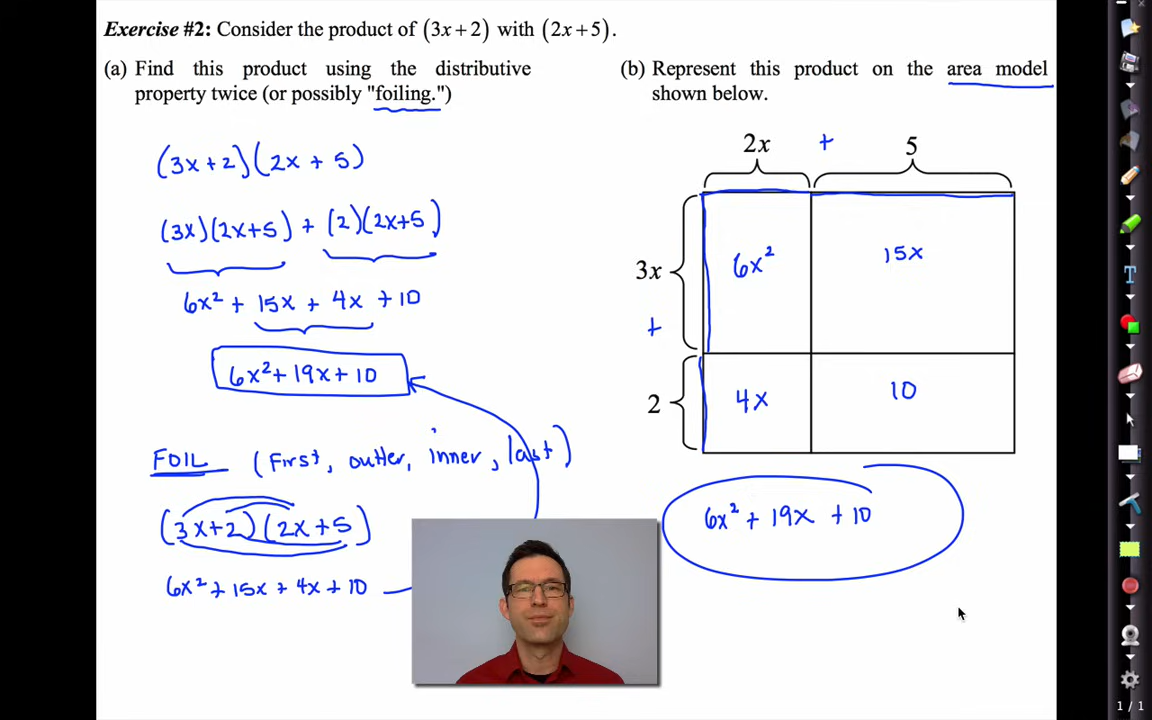 Exercise #2: Consider the product of (3x+2) with (2x+5).
(a) Find this product using the distributive
property twice (or possibly "foiling.")
(3x+2)(2x + 5)
(3x)(2x+5) + (2)(2x+5)
6x² + 15x + 4x + 10
6x² + 19x + 10
FOIL (First, outter, inner, last)
(3x+2)(2x+5)
6x² + 15x + 4x + 10
(b) Represent this product on the area model
shown below.
2x + 5
3x 6x² 15x
+
2 4x 10
6x² + 19x + 10
T
1 / 1